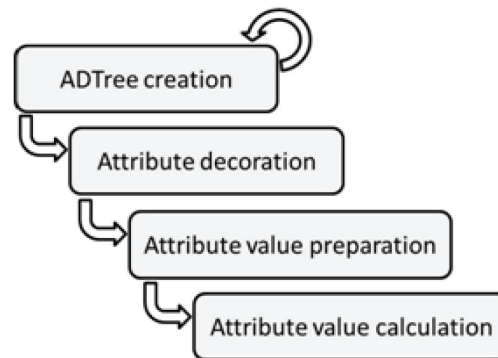 ADTree creation
Attribute decoration
Attribute value preparation
Attribute value calculation